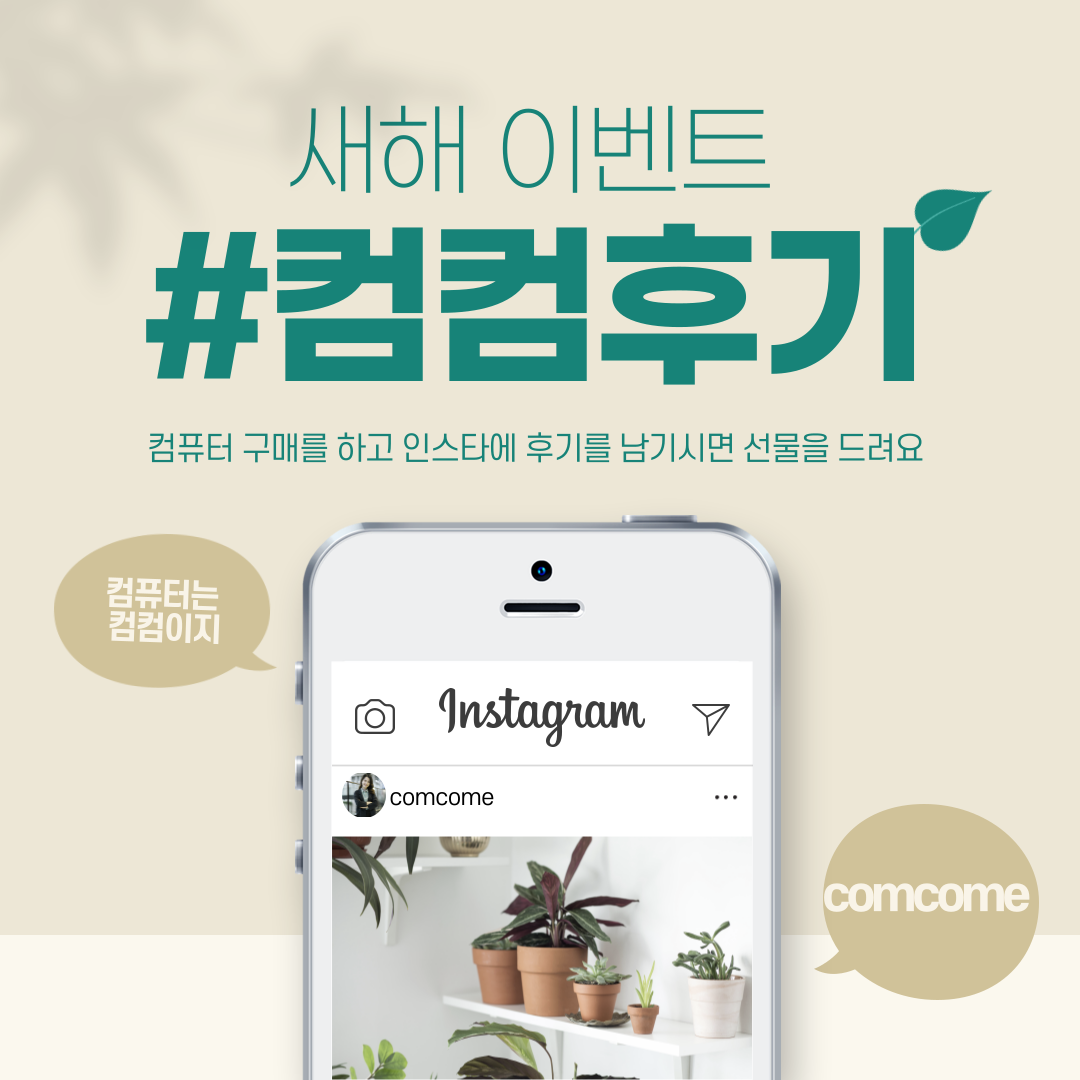 새해 이벤트
#컴컴후기
컴퓨터 구매를 하고 인스타에 후기를 남기시면 선물을 드려요
컴퓨터는
컴컴이지
Instagram
comcome
comcome